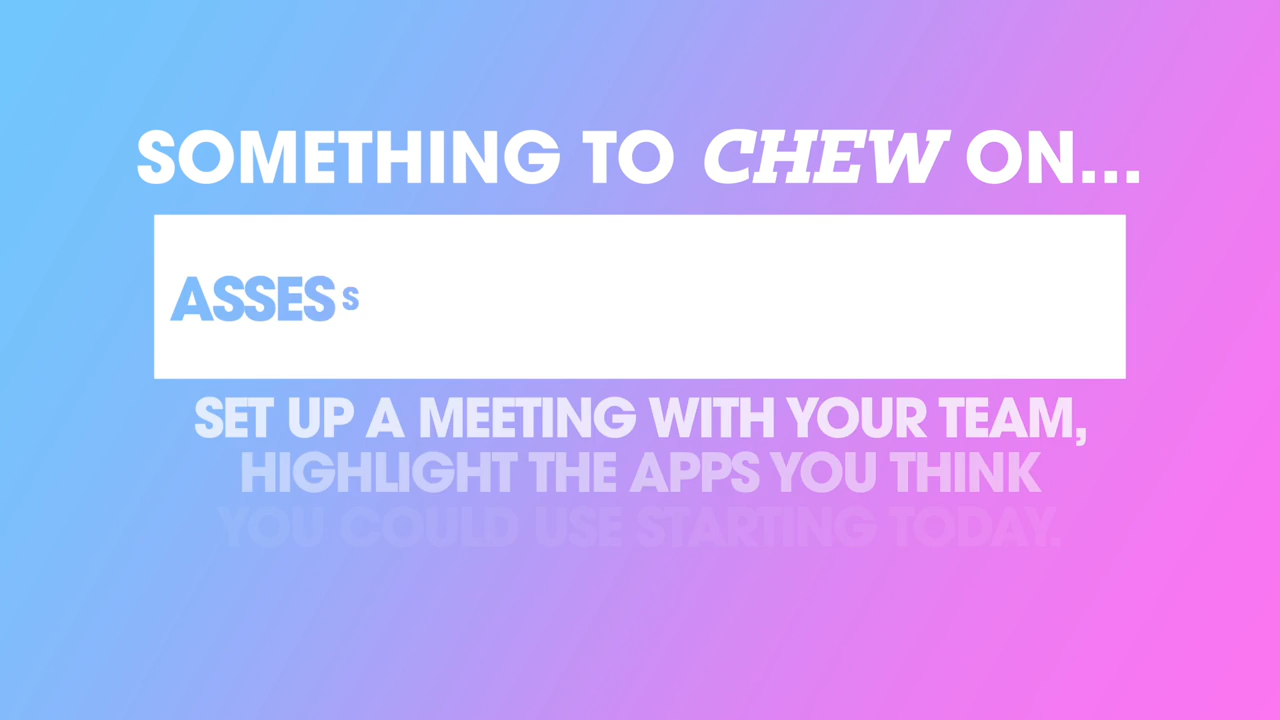 SOMETHING TO CHEW ON...
ASSESS
SET UP A MEETING WITH YOUR TEAM,
HIGHLIGHT THE APPS YOU THINK
YOU COULD USE STARTING TODAY.